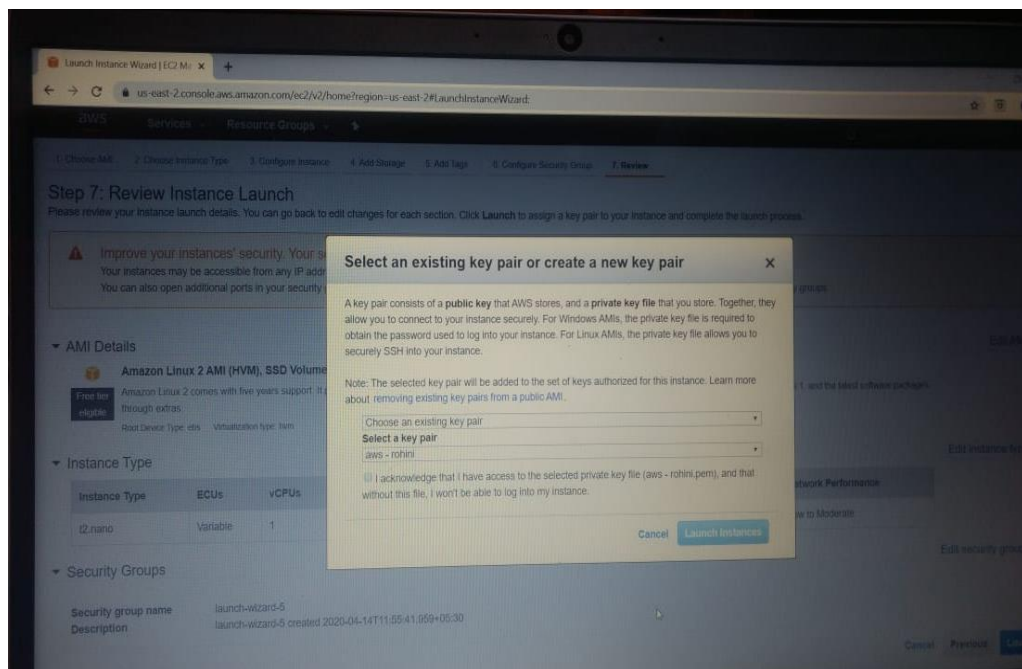 Launch Instance Wizard | EC2 Ma
us-east-2.console.aws.amazon.com/ec2/v2/home?region=us-east-2#LaunchInstanceWizard:
aws Services Resource Groups
1. Choose AMI 2. Choose Instance Type 3. Configure Instance 4. Add Storage 5. Add Tags 6. Configure Security Group 7. Review
Step 7: Review Instance Launch
Please review your instance launch details. You can go back to edit changes for each section. Click Launch to assign a key pair to your instance and complete the launch process.
Improve your instances' security. Your s
Your instances may be accessible from any IP addr
You can also open additional ports in your security
groups
AMI Details
Amazon Linux 2 AMI (HVM), SSD Volume
Free tier
eligible
Amazon Linux 2 comes with five years support.
through extras.
1, and the latest software packages
Root Device Type: ebs Virtualization type: hvm
Instance Type
Edit instance
Instance Type ECUs vCPUs
Network Performance
t2.nano Variable 1
to Moderate
Security Groups
Edit security group
Security group name launch-wizard-5
Description launch-wizard-5 created 2020-04-14T11:55:41.959+05:30
Cancel Previous
Select an existing key pair or create a new key pair
A key pair consists of a public key that AWS stores, and a private key file that you store. Together, they
allow you to connect to your instance securely. For Windows AMIs, the private key file is required to
obtain the password used to log into your instance. For Linux AMIs, the private key file allows you to
securely SSH into your instance.
Note: The selected key pair will be added to the set of keys authorized for this instance. Learn more
about removing existing key pairs from a public AMI.
Choose an existing key pair
Select a key pair
aws - rohini
I acknowledge that I have access to the selected private key file (aws - rohini.pem), and that
without this file, I won't be able to log into my instance.
Cancel Launch Instances